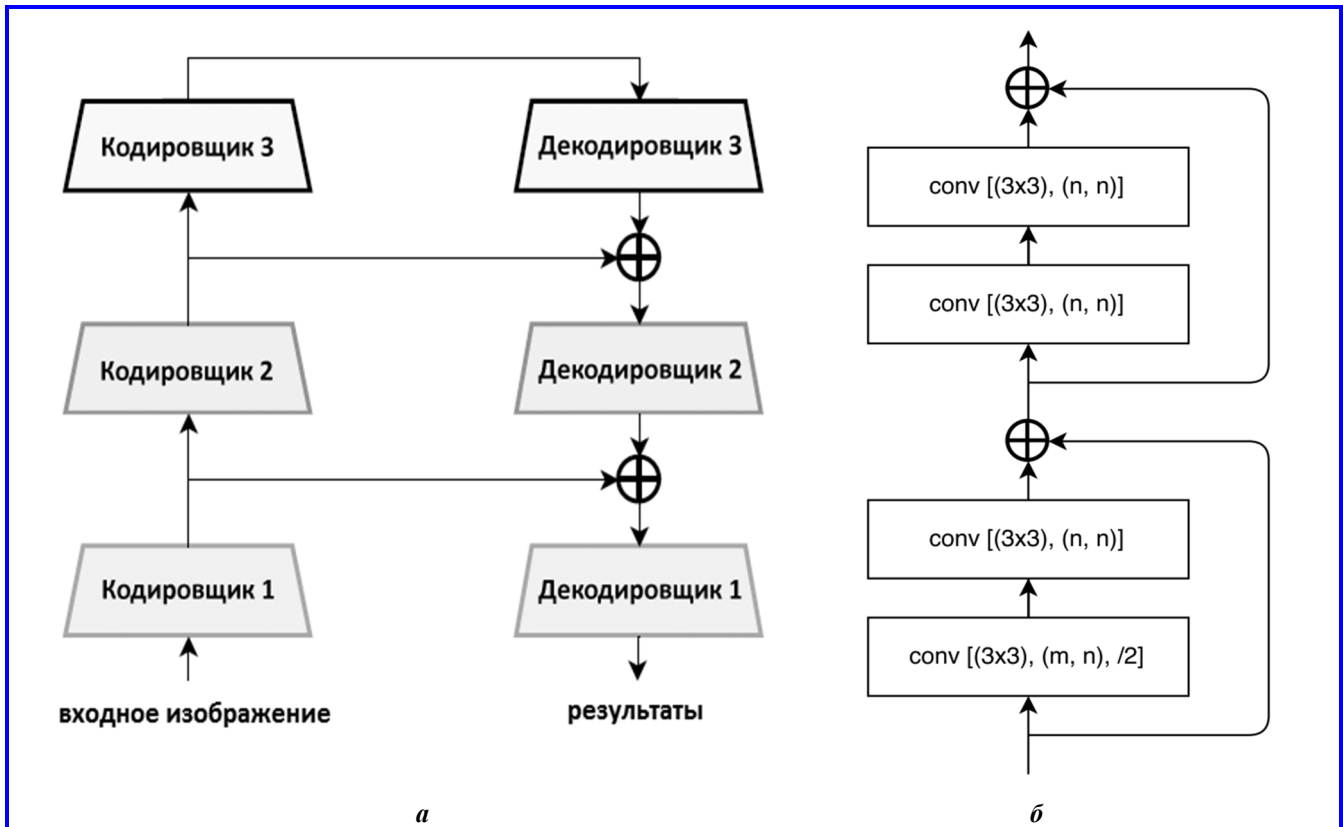 Кодировщик 3
Декодировщик 3
Кодировщик 2
Декодировщик 2
Кодировщик 1
Декодировщик 1
входное изображение
результаты
а
conv [(3x3), (n, n)]
conv [(3x3), (n, n)]
conv [(3x3), (n, n)]
conv [(3x3), (m, n), /2]
б